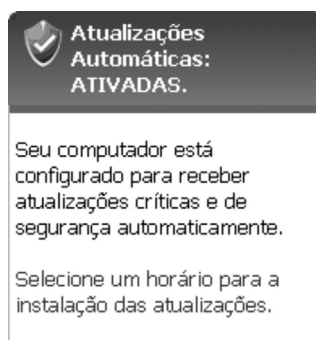 Atualizações
Automáticas:
ATIVADAS.
Seu computador está
configurado para receber
atualizações críticas e de
segurança automaticamente.
Selecione um horário para a
instalação das atualizações.